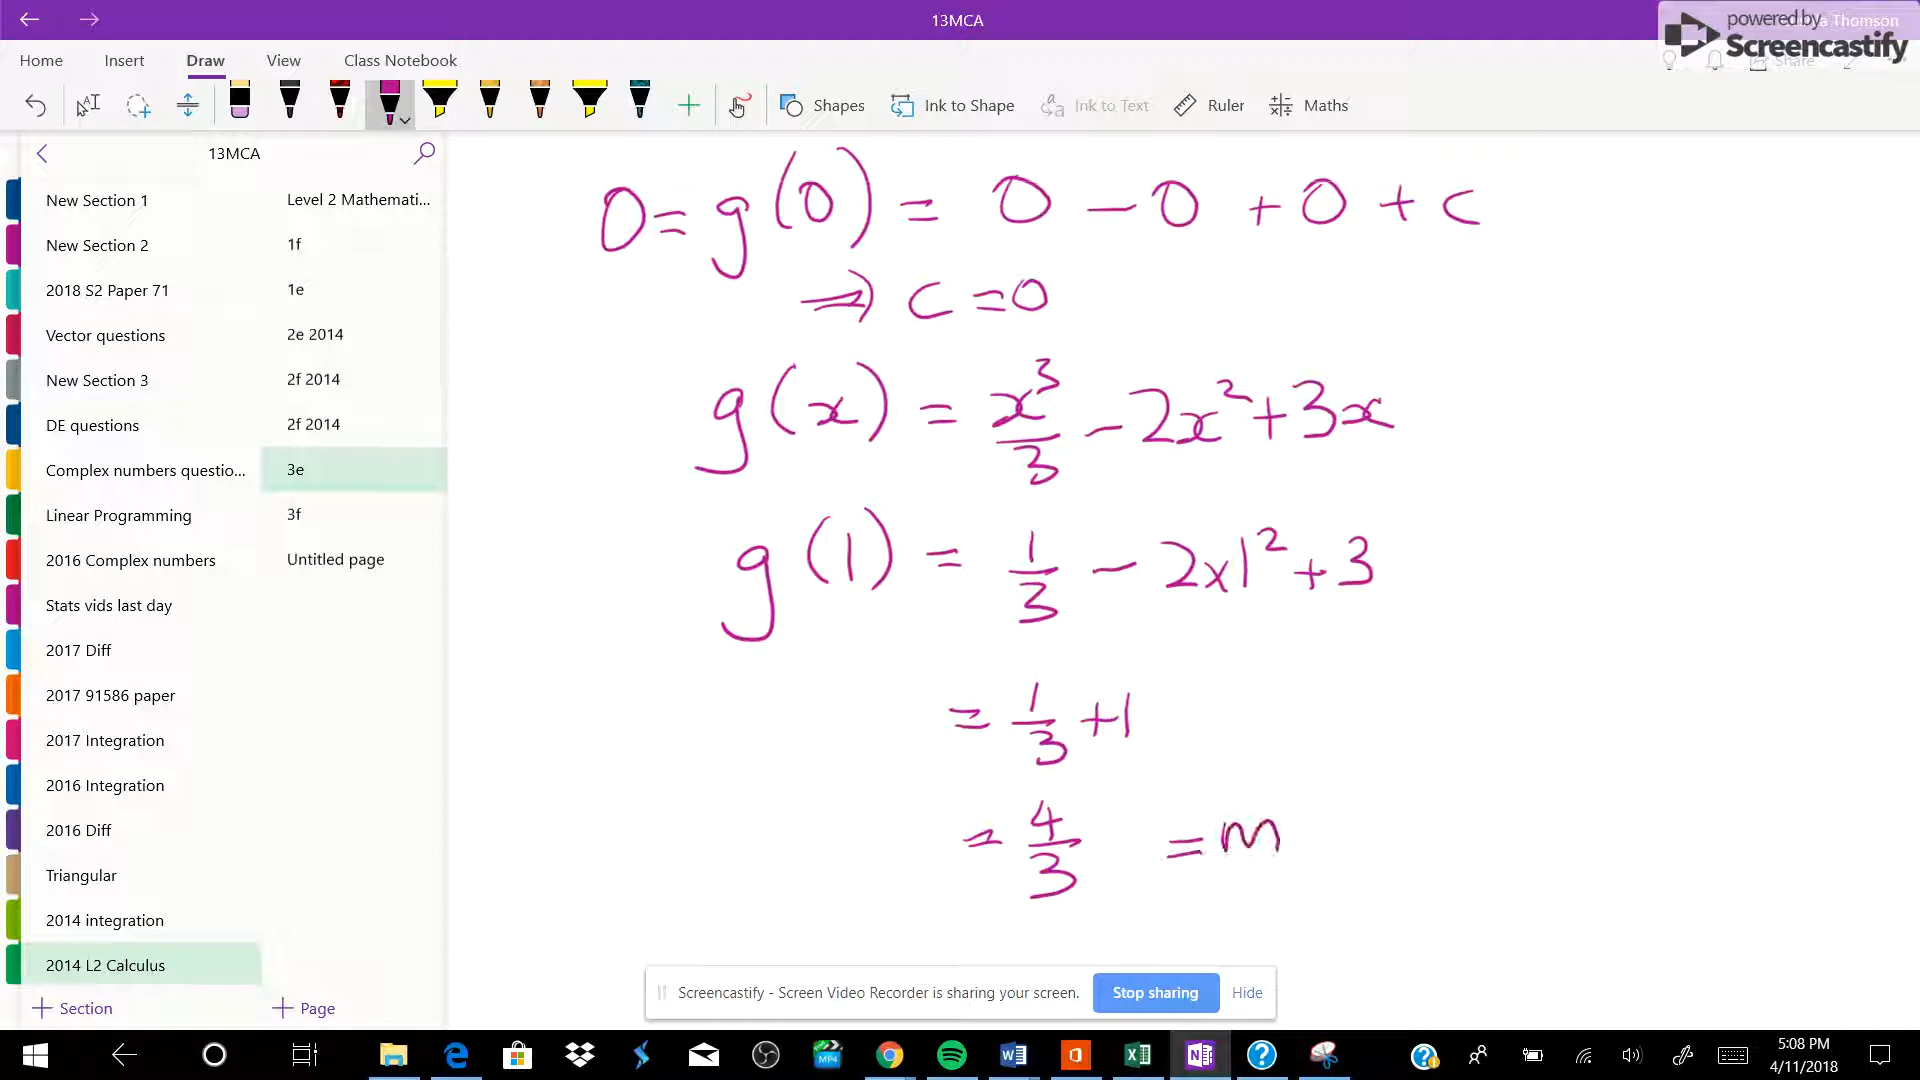 13MCA
powered by
Screencastify
Thomson
Share
Home
Insert
Draw
View
Class Notebook
Shapes
Ink to Shape
Ink to Text
Ruler
Maths
13MCA
New Section 1
New Section 2
2018 S2 Paper 71
Vector questions
New Section 3
DE questions
Complex numbers questio...
Linear Programming
2016 Complex numbers
Stats vids last day
2017 Diff
2017 91586 paper
2017 Integration
2016 Integration
2016 Diff
Triangular
2014 integration
2014 L2 Calculus
Section
Level 2 Mathemati...
1f
1e
2e 2014
2f 2014
2f 2014
3e
3f
Untitled page
Page
0 = g(0) = 0 - 0 + 0 + c
⇒ c = 0
g(x) = x³/3 - 2x² + 3x
g(1) = 1/3 - 2x1² + 3
= 1/3 + 1
= 4/3 = m
Screencastify - Screen Video Recorder is sharing your screen.
Stop sharing
Hide
5:08 PM
4/11/2018